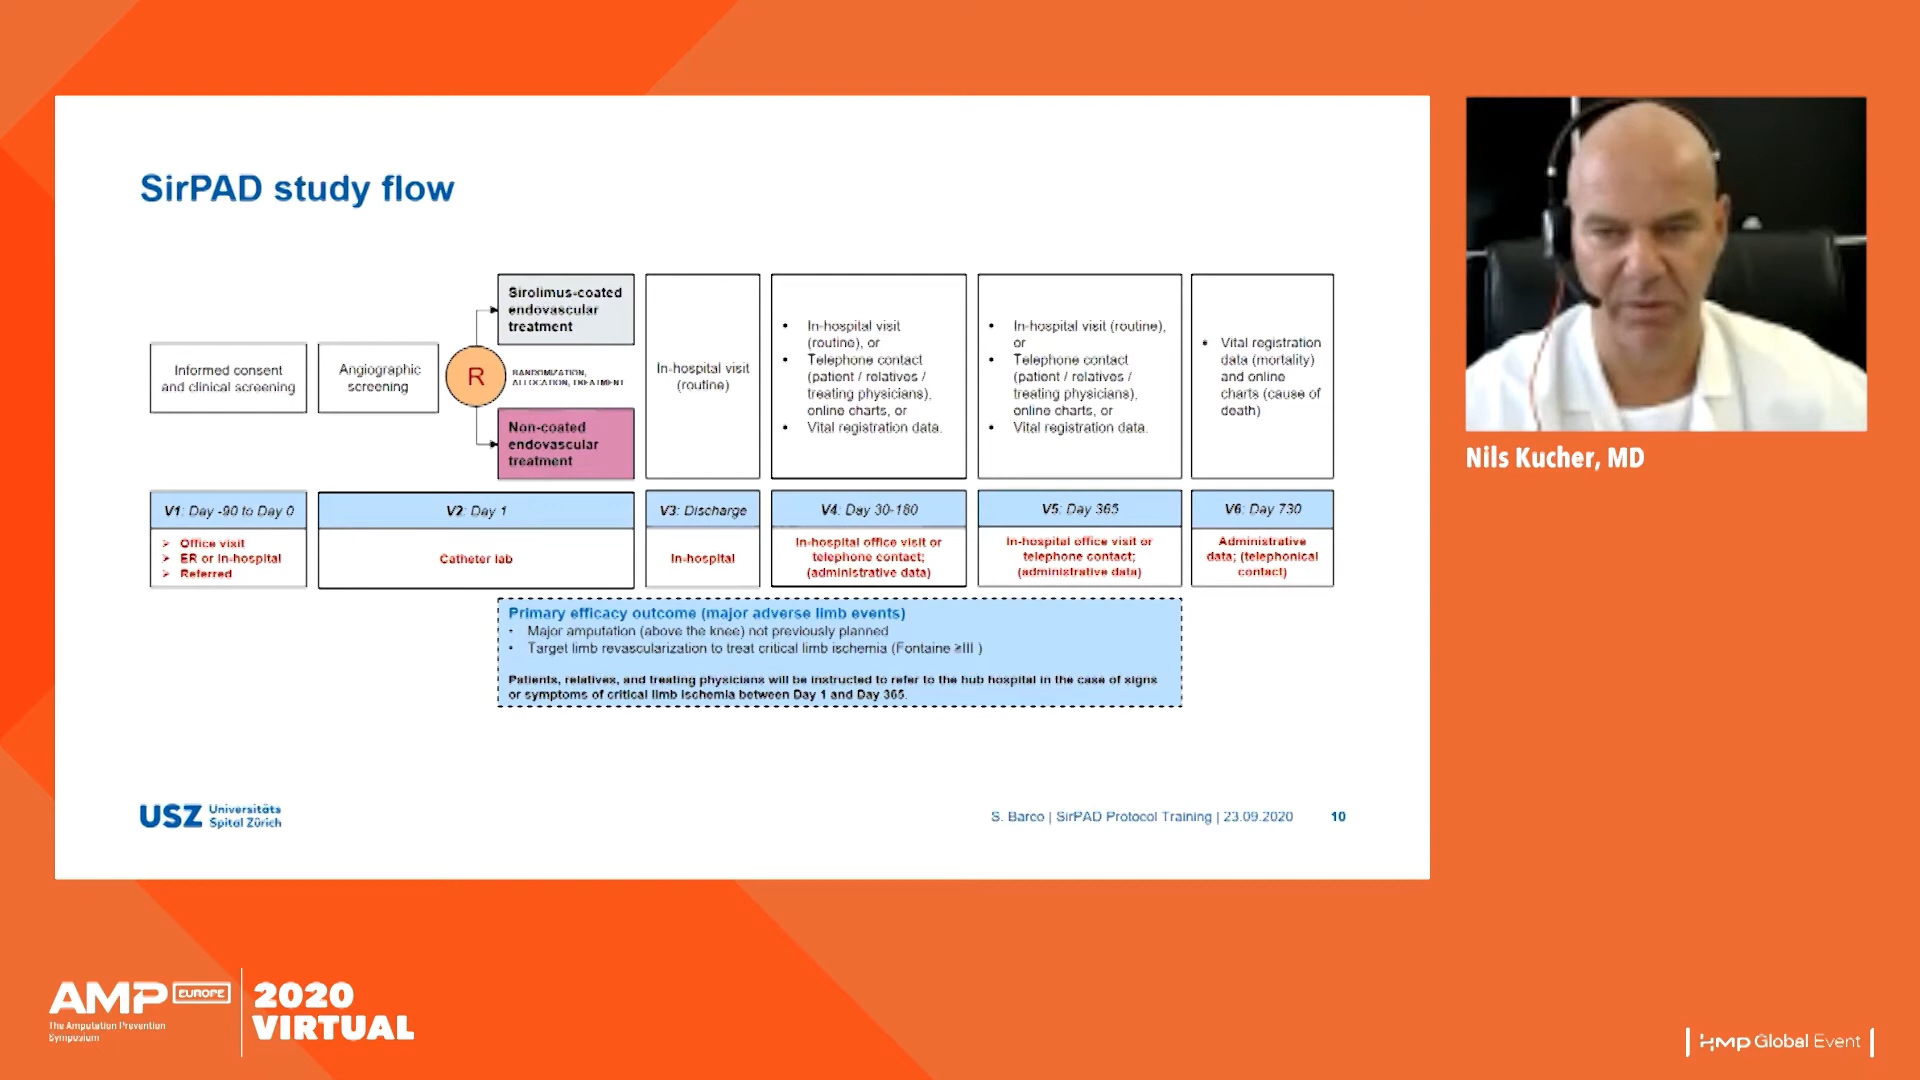 SirPAD study flow
Informed consent
and clinical screening
Angiographic
screening
R
Sirolimus-coated
endovascular
treatment
RANDOMIZATION,
ALLOCATION, TREATMENT
Non-coated
endovascular
treatment
In-hospital visit
(routine)
• In-hospital visit
(routine), or
• Telephone contact
(patient / relatives /
treating physicians),
online charts, or
• Vital registration data.
• In-hospital visit (routine),
or
• Telephone contact
(patient / relatives /
treating physicians),
online charts, or
• Vital registration data.
• Vital registration
data (mortality)
and online
charts (cause of
death)
V1: Day -90 to Day 0
V2: Day 1
V3: Discharge
V4: Day 30-180
V5: Day 365
V6: Day 730
➢ Office visit
➢ ER or in-hospital
➢ Referred
Catheter lab
In-hospital
In-hospital office visit or
telephone contact;
(administrative data)
In-hospital office visit or
telephone contact;
(administrative data)
Administrative
data; (telephonical
contact)
Primary efficacy outcome (major adverse limb events)
• Major amputation (above the knee) not previously planned
• Target limb revascularization to treat critical limb ischemia (Fontaine ≥III )
Patients, relatives, and treating physicians will be instructed to refer to the hub hospital in the case of signs
or symptoms of critical limb ischemia between Day 1 and Day 365.
USZ Universitäts
Spital Zürich
S. Barco | SirPAD Protocol Training | 23.09.2020 10
Nils Kucher, MD
AMP EUROPE
The Amputation Prevention
Symposium
2020
VIRTUAL
HMP Global Event